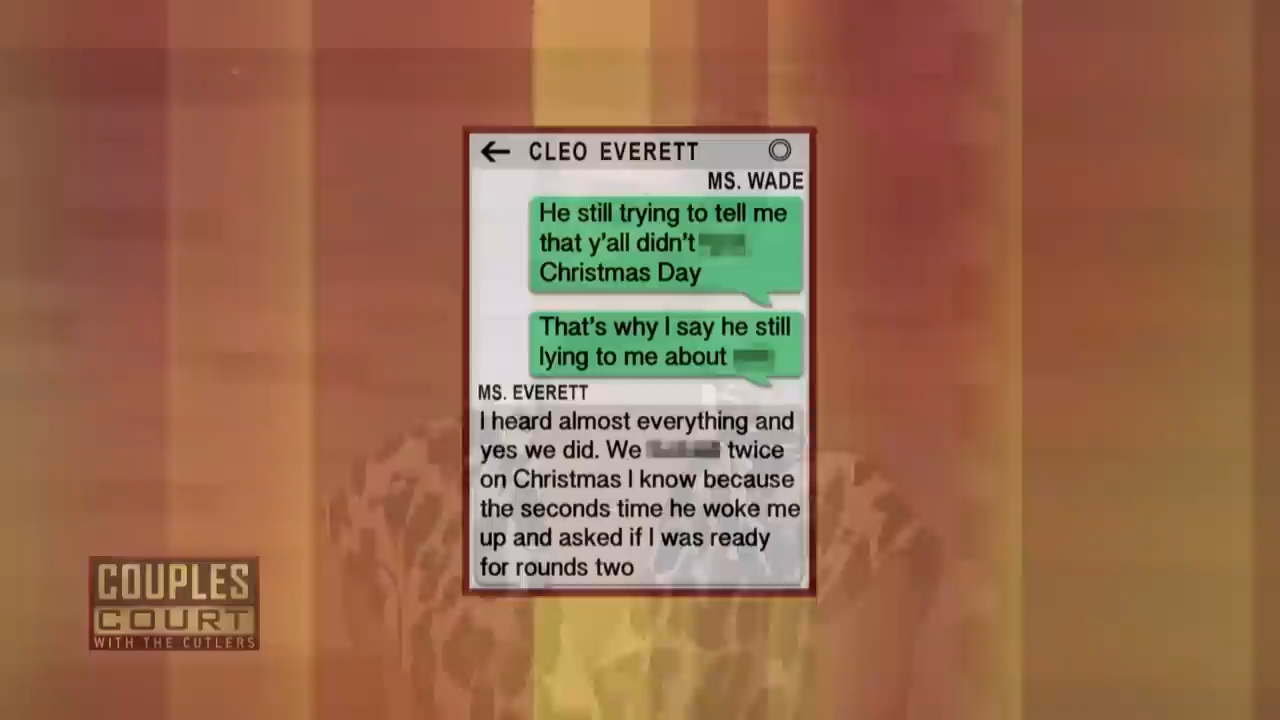 CLEO EVERETT
MS. WADE
He still trying to tell me
that y'all didn't
Christmas Day
That's why I say he still
lying to me about
MS. EVERETT
I heard almost everything and
yes we did. We twice
on Christmas I know because
the seconds time he woke me
up and asked if I was ready
for rounds two
COUPLES
COURT
WITH THE CUTLERS